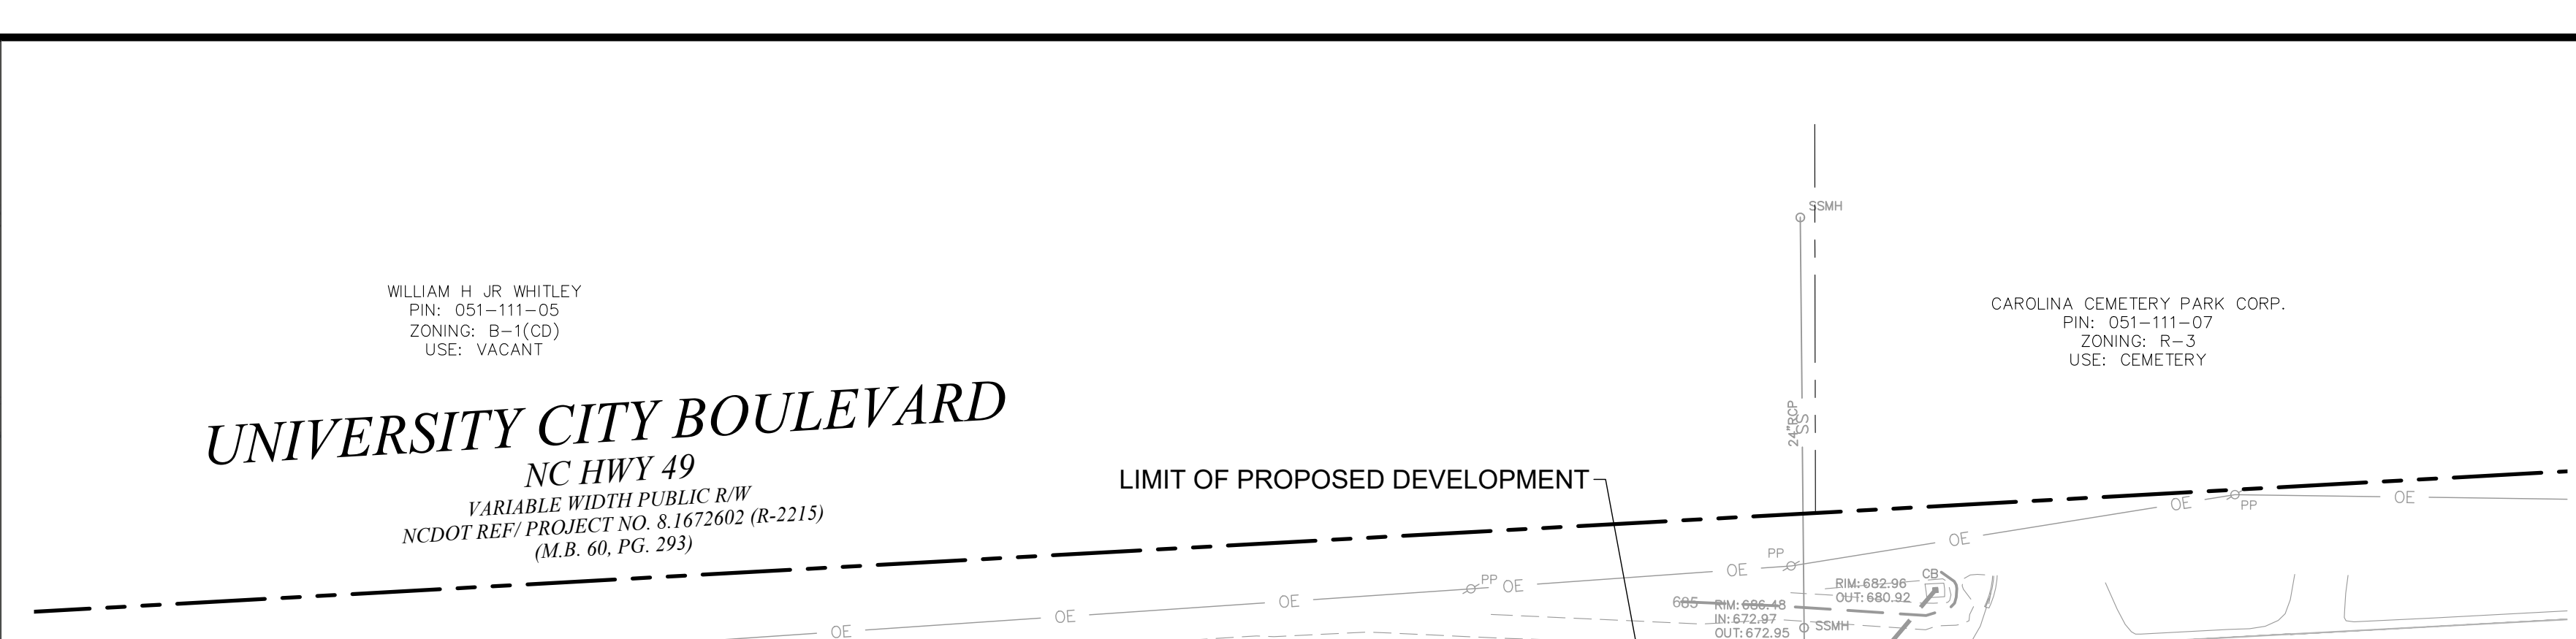 SSMH
WILLIAM H JR WHITLEY
PIN: 051-111-05
ZONING: B-1(CD)
USE: VACANT
CAROLINA CEMETERY PARK CORP.
PIN: 051-111-07
ZONING: R-3
USE: CEMETERY
UNIVERSITY CITY BOULEVARD
NC HWY 49
VARIABLE WIDTH PUBLIC R/W
NCDOT REF/ PROJECT NO. 8.1672602 (R-2215)
(M.B. 60, PG. 293)
24"RCP
SS
LIMIT OF PROPOSED DEVELOPMENT
OE
PP
OE
OE
PP
OE
PP
OE
OE
OE
OE
CB
RIM: 682.96
OUT: 680.92
685
RIM: 686.48
IN: 672.97
OUT: 672.95
SSMH